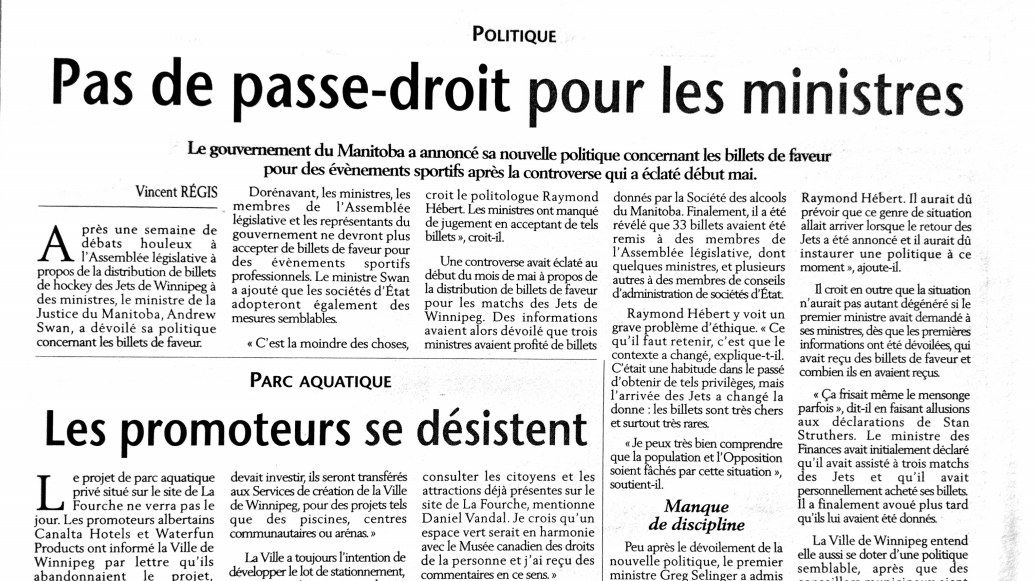 POLITIQUE
Pas de passe-droit pour les ministres
Le gouvernement du Manitoba a annoncé sa nouvelle politique concernant les billets de faveur
pour des évènements sportifs après la controverse qui a éclaté début mai.
Vincent RÉGIS
Après une semaine de
débats houleux à
l'Assemblée législative à
propos de la distribution de billets
de hockey des Jets de Winnipeg à
des ministres, le ministre de la
Justice du Manitoba, Andrew
Swan, a dévoilé sa politique
concernant les billets de faveur.
Dorénavant, les ministres, les
membres de l'Assemblée
législative et les représentants du
gouvernement ne devront plus
accepter de billets de faveur pour
des évènements sportifs
professionnels. Le ministre Swan
a ajouté que les sociétés d'État
adopteront également des
mesures semblables.
« C'est la moindre des choses,
croit le politologue Raymond
Hébert. Les ministres ont manqué
de jugement en acceptant de tels
billets », croit-il.
Une controverse avait éclaté au
début du mois de mai à propos de
la distribution de billets de faveur
pour les matchs des Jets de
Winnipeg. Des informations
avaient alors dévoilé que trois
ministres avaient profité de billets
donnés par la Société des alcools
du Manitoba. Finalement, il a été
révélé que 33 billets avaient été
remis à des membres de
l'Assemblée législative, dont
quelques ministres, et plusieurs
autres à des membres de conseils
d'administration de sociétés d'État.
Raymond Hébert y voit un
grave problème d'éthique. « Ce
qu'il faut retenir, c'est que le
contexte a changé, explique-t-il.
C'était une habitude dans le passé
d'obtenir de tels privilèges, mais
l'arrivée des Jets a changé la
donne : les billets sont très chers
et surtout très rares.
« Je peux très bien comprendre
que la population et l'Opposition
soient fâchés par cette situation »,
soutient-il.
Manque
de discipline
Peu après le dévoilement de la
nouvelle politique, le premier
ministre Greg Selinger a admis
Raymond Hébert. Il aurait dû
prévoir que ce genre de situation
allait arriver lorsque le retour des
Jets a été annoncé et il aurait dû
instaurer une politique à ce
moment », ajoute-il.
Il croit en outre que la situation
n'aurait pas autant dégénéré si le
premier ministre avait demandé à
ses ministres, dès que les premières
informations ont été dévoilées, qui
avait reçu des billets de faveur et
combien ils en avaient reçus.
« Ça frisait même le mensonge
parfois », dit-il en faisant allusions
aux déclarations de Stan
Struthers. Le ministre des
Finances avait initialement déclaré
qu'il avait assisté à trois matchs
des Jets et qu'il avait
personnellement acheté ses billets.
Il a finalement avoué plus tard
qu'ils lui avaient été donnés.
La Ville de Winnipeg entend
elle aussi se doter d'une politique
semblable, après que des
PARC AQUATIQUE
Les promoteurs se désistent
Le projet de parc aquatique
privé situé sur le site de La
Fourche ne verra pas le
jour. Les promoteurs albertains
Canalta Hotels et Waterfun
Products ont informé la Ville de
Winnipeg par lettre qu'ils
abandonnaient le projet,
devait investir, ils seront transférés
aux Services de création de la Ville
de Winnipeg, pour des projets tels
que des piscines, centres
communautaires ou arénas. »
La Ville a toujours l'intention de
développer le lot de stationnement,
consulter les citoyens et les
attractions déjà présentes sur le
site de La Fourche, mentionne
Daniel Vandal. Je crois qu'un
espace vert serait en harmonie
avec le Musée canadien des droits
de la personne et j'ai reçu des
commentaires en ce sens. »